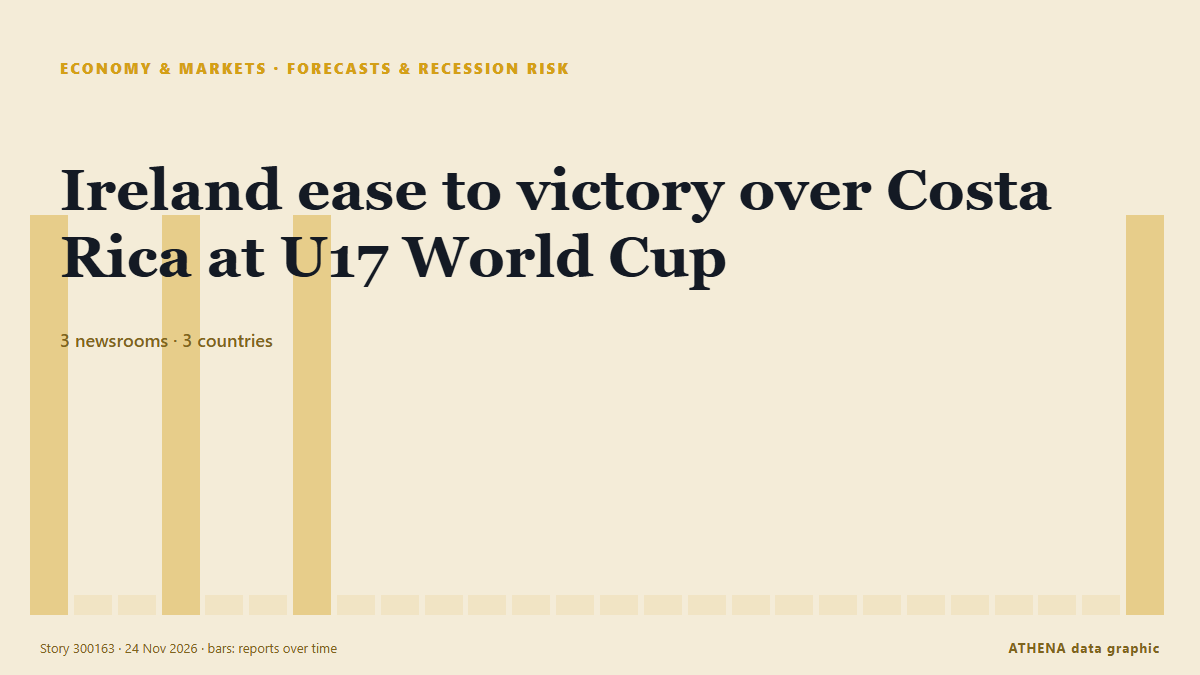 ECONOMY & MARKETS · FORECASTS & RECESSION RISK
Ireland ease to victory over Costa
Rica at U17 World Cup
3 newsrooms · 3 countries
Story 300163 · 24 Nov 2026 · bars: reports over time
ATHENA data graphic